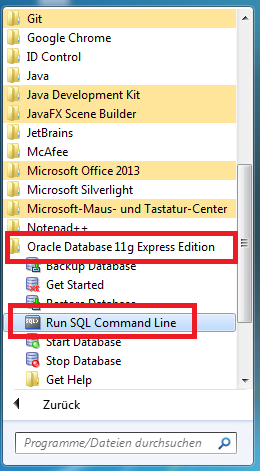 Git
Google Chrome
ID Control
Java
Java Development Kit
JavaFX Scene Builder
JetBrains
McAfee
Microsoft Office 2013
Microsoft Silverlight
Microsoft-Maus- und Tastatur-Center
Notepad++
Oracle Database 11g Express Edition
Backup Database
Get Started
Restore Database
SQL> Run SQL Command Line
Start Database
Stop Database
Get Help
Zurück
Programme/Dateien durchsuchen